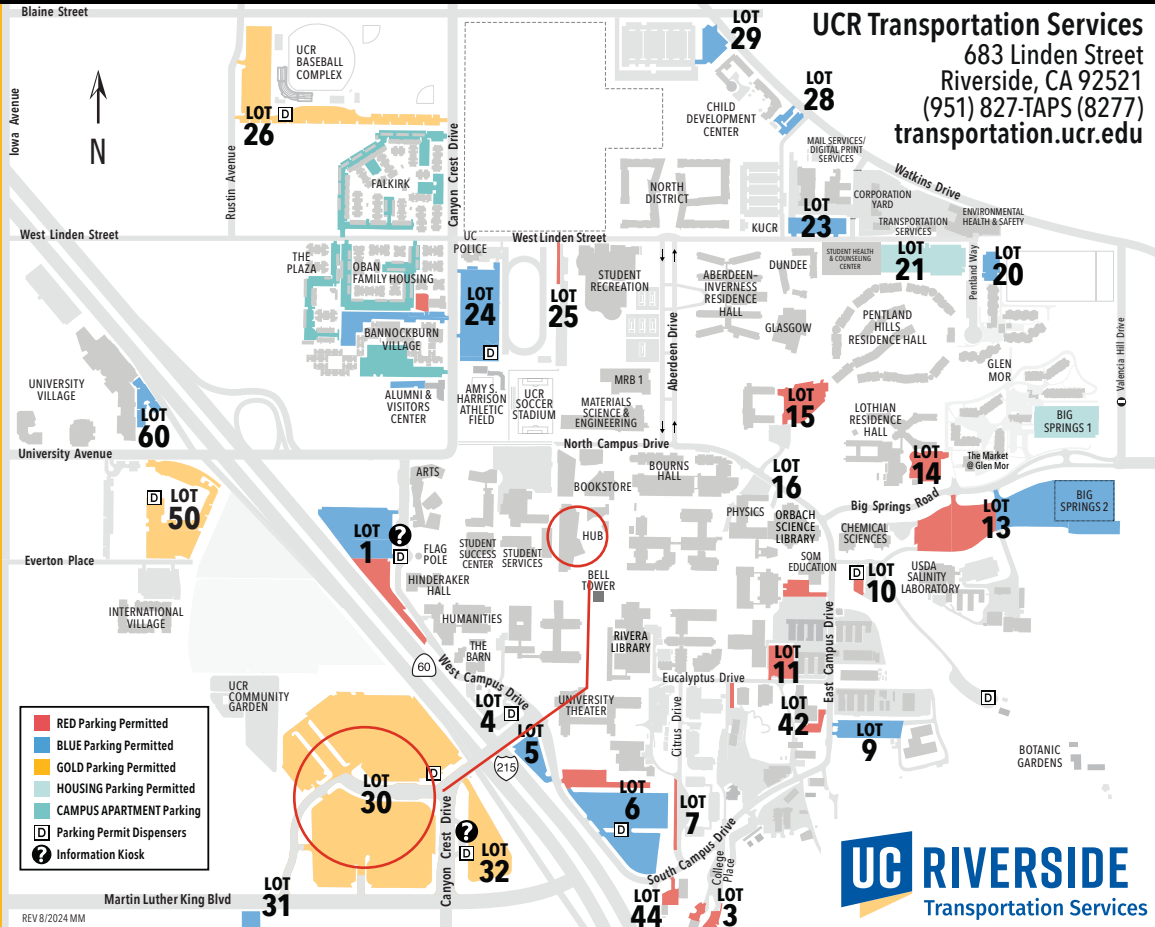 Blaine Street
UCR Transportation Services
683 Linden Street
Riverside, CA 92521
(951) 827-TAPS (8277)
transportation.ucr.edu
LOT
29
UCR
BASEBALL
COMPLEX
LOT
28
Iowa Avenue
N
LOT
26
D
CHILD
DEVELOPMENT
CENTER
MAIL SERVICES/
DIGITAL PRINT
SERVICES
Watkins Drive
Rustin Avenue
Canyon Crest Drive
FALKIRK
NORTH
DISTRICT
CORPORATION
YARD
LOT
23
KUCR
TRANSPORTATION
SERVICES
ENVIRONMENTAL
HEALTH & SAFETY
West Linden Street
UC
POLICE
West Linden Street
THE
PLAZA
OBAN
FAMILY HOUSING
LOT
24
D
LOT
25
STUDENT
RECREATION
ABERDEEN-
INVERNESS
RESIDENCE
HALL
DUNDEE
STUDENT HEALTH
& COUNSELING
CENTER
LOT
21
Pentland Way
LOT
20
Aberdeen Drive
GLASGOW
PENTLAND
HILLS
RESIDENCE HALL
BANNOCKBURN
VILLAGE
Valencia Hill Drive
GLEN
MOR
UNIVERSITY
VILLAGE
LOT
60
ALUMNI &
VISITORS
CENTER
AMY S.
HARRISON
ATHLETIC
FIELD
UCR
SOCCER
STADIUM
MRB 1
MATERIALS
SCIENCE &
ENGINEERING
LOT
15
LOTHIAN
RESIDENCE
HALL
BIG
SPRINGS 1
University Avenue
North Campus Drive
LOT
14
The Market
@ Glen Mor
ARTS
BOURNS
HALL
LOT
16
BOOKSTORE
D
LOT
50
Big Springs Road
BIG
SPRINGS 2
LOT
13
PHYSICS
ORBACH
SCIENCE
LIBRARY
CHEMICAL
SCIENCES
LOT
1
?
D
FLAG
POLE
STUDENT
SUCCESS
CENTER
STUDENT
SERVICES
HUB
Everton Place
SOM
EDUCATION
D
LOT
10
USDA
SALINITY
LABORATORY
HINDERAKER
HALL
BELL
TOWER
INTERNATIONAL
VILLAGE
HUMANITIES
THE
BARN
RIVERA
LIBRARY
East Campus Drive
60
West Campus Drive
LOT
11
Eucalyptus Drive
UCR
COMMUNITY
GARDEN
LOT
4
D
UNIVERSITY
THEATER
Citrus Drive
D
LOT
42
LOT
9
LOT
5
215
BOTANIC
GARDENS
RED Parking Permitted
BLUE Parking Permitted
GOLD Parking Permitted
HOUSING Parking Permitted
CAMPUS APARTMENT Parking
D Parking Permit Dispensers
? Information Kiosk
LOT
30
D
LOT
6
D
LOT
7
Canyon Crest Drive
?
D
LOT
32
South Campus Drive
College
Place
LOT
31
Martin Luther King Blvd
LOT
44
LOT
3
UC RIVERSIDE
Transportation Services
REV 8/2024 MM